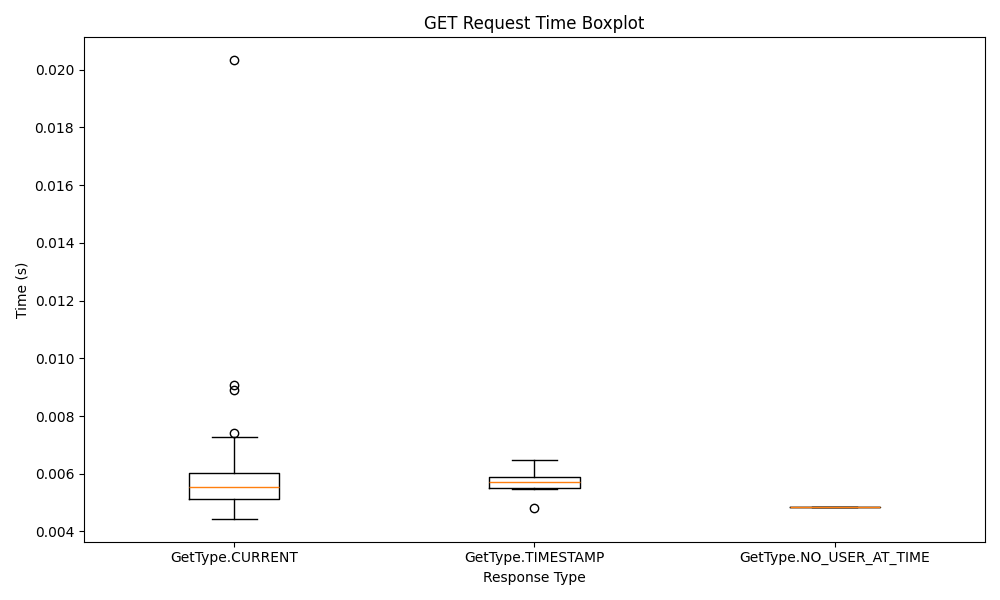 GET Request Time Boxplot
0.020
0.018
0.016
0.014
0.012
0.010
0.008
0.006
0.004
Time (s)
GetType.CURRENT
GetType.TIMESTAMP
GetType.NO_USER_AT_TIME
Response Type